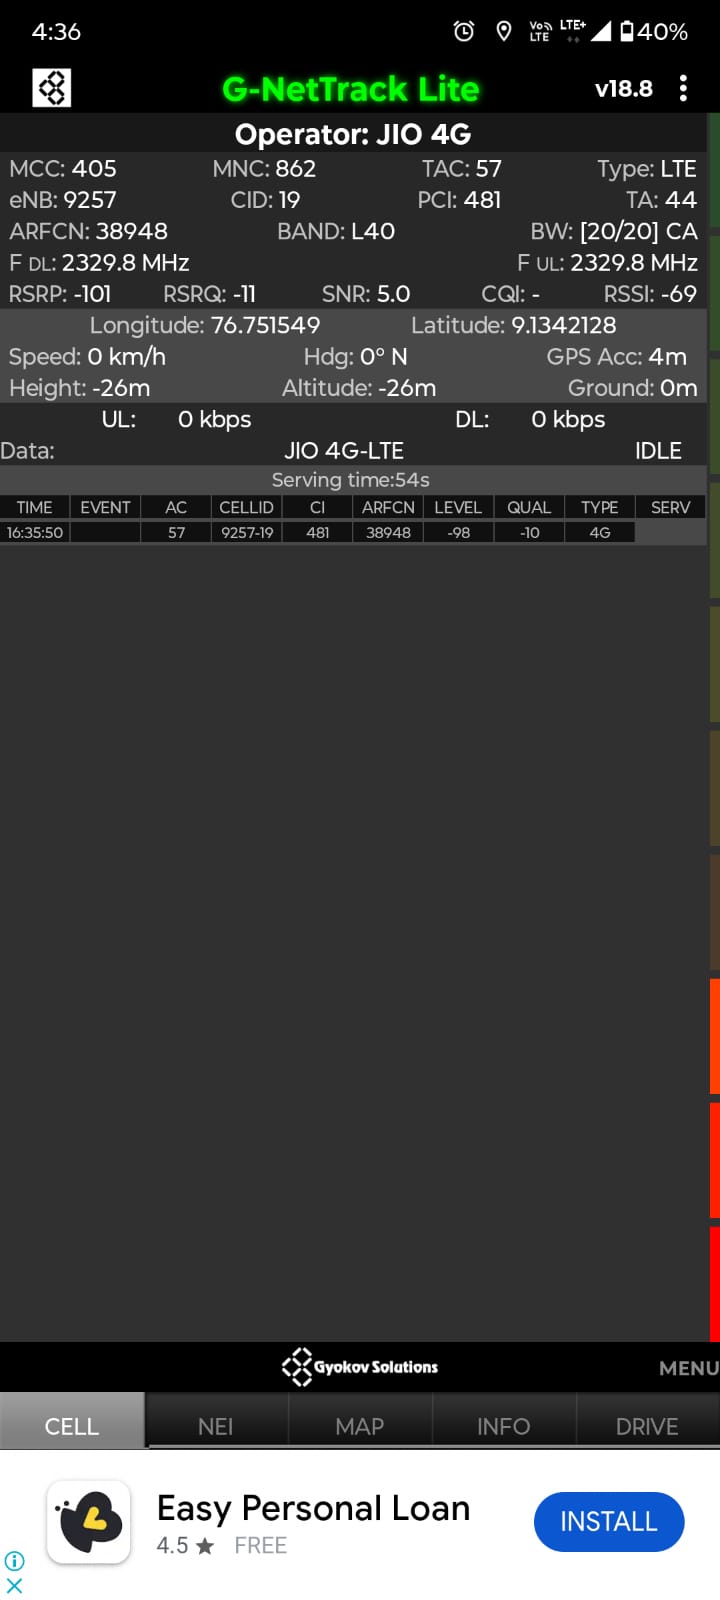 4:36 Vo LTE LTE+ 40%
G-NetTrack Lite v18.8
Operator: JIO 4G
MCC: 405 MNC: 862 TAC: 57 Type: LTE
eNB: 9257 CID: 19 PCI: 481 TA: 44
ARFCN: 38948 BAND: L40 BW: [20/20] CA
F DL: 2329.8 MHz F UL: 2329.8 MHz
RSRP: -101 RSRQ: -11 SNR: 5.0 CQI: - RSSI: -69
Longitude: 76.751549 Latitude: 9.1342128
Speed: 0 km/h Hdg: 0° N GPS Acc: 4m
Height: -26m Altitude: -26m Ground: 0m
UL: 0 kbps DL: 0 kbps
Data: JIO 4G-LTE IDLE
Serving time:54s
TIME EVENT AC CELLID CI ARFCN LEVEL QUAL TYPE SERV
16:35:50 57 9257-19 481 38948 -98 -10 4G
Gyokov Solutions MENU
CELL NEI MAP INFO DRIVE
Easy Personal Loan
4.5 ★ FREE
INSTALL